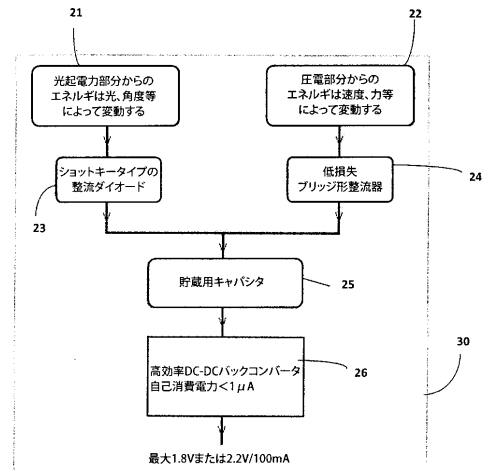 21
22
光起電力部分からの
エネルギは光、角度等
によって変動する
圧電部分からの
エネルギは速度、力等
によって変動する
ショットキータイプの
整流ダイオード
23
低損失
ブリッジ形整流器
24
貯蔵用キャパシタ
25
高効率DC-DCバックコンバータ
自己消費電力<1μA
26
30
最大1.8Vまたは2.2V/100mA